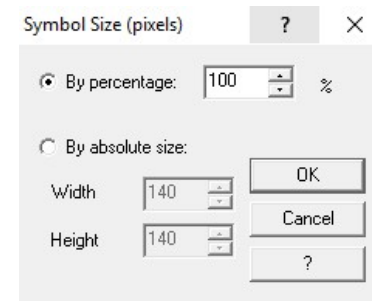 Symbol Size (pixels) ? ×
By percentage: 100 %
By absolute size:
Width 140
Height 140
OK
Cancel
?